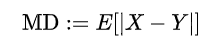 MD := E[|X − Y|]